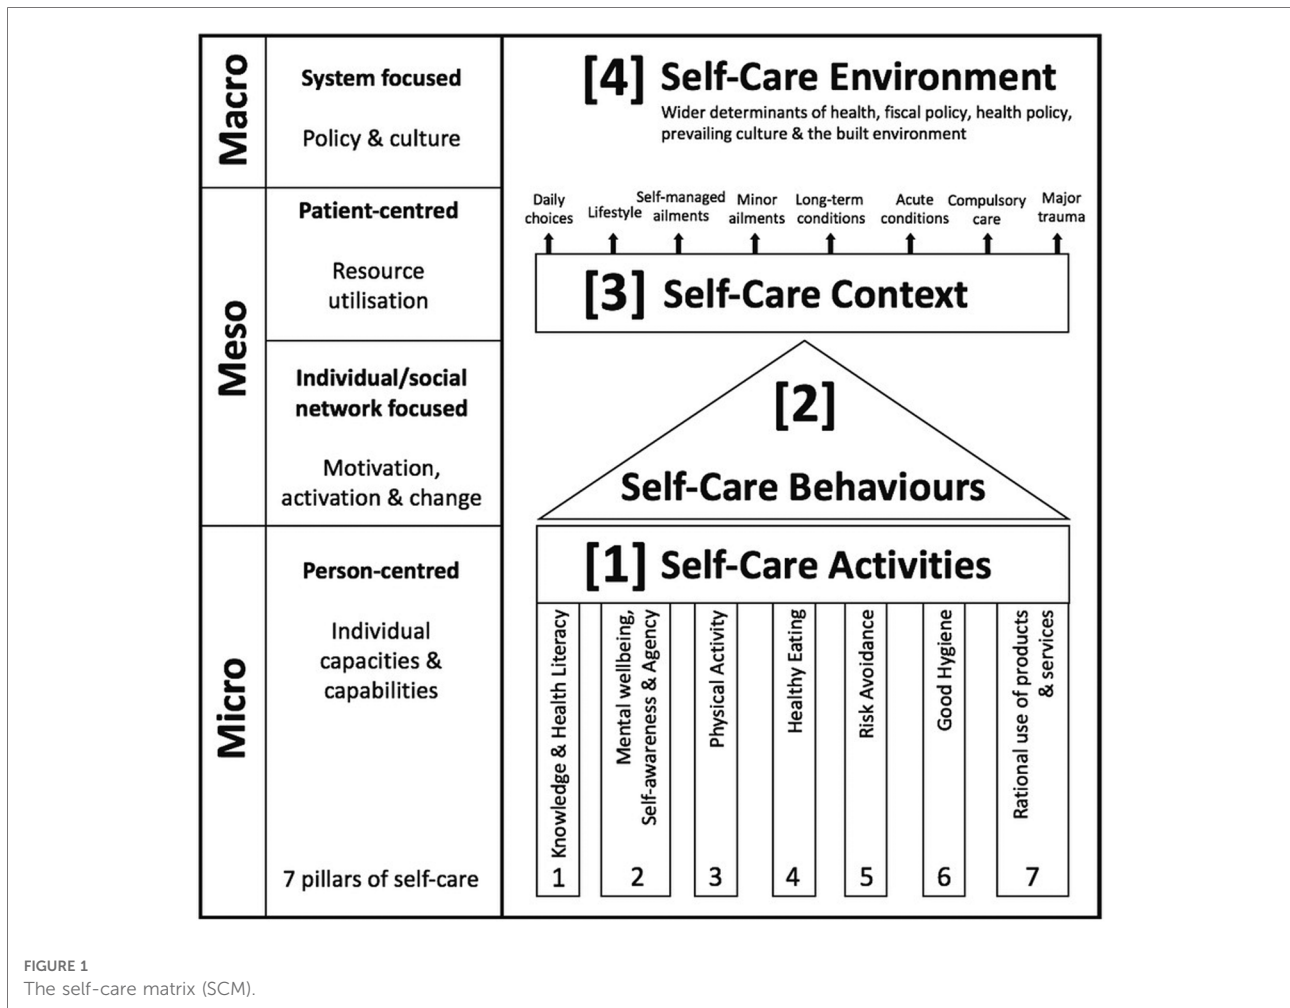 Macro
System focused
Policy & culture
[4] Self-Care Environment
Wider determinants of health, fiscal policy, health policy,
prevailing culture & the built environment
Meso
Patient-centred
Resource
utilisation
Daily
choices
Lifestyle
Self-managed
ailments
Minor
ailments
Long-term
conditions
Acute
conditions
Compulsory
care
Major
trauma
[3] Self-Care Context
Individual/social
network focused
Motivation,
activation & change
[2]
Self-Care Behaviours
Micro
Person-centred
Individual
capacities &
capabilities
7 pillars of self-care
[1] Self-Care Activities
Knowledge & Health Literacy
1
Mental wellbeing,
Self-awareness & Agency
2
Physical Activity
3
Healthy Eating
4
Risk Avoidance
5
Good Hygiene
6
Rational use of products
& services
7
FIGURE 1
The self-care matrix (SCM).